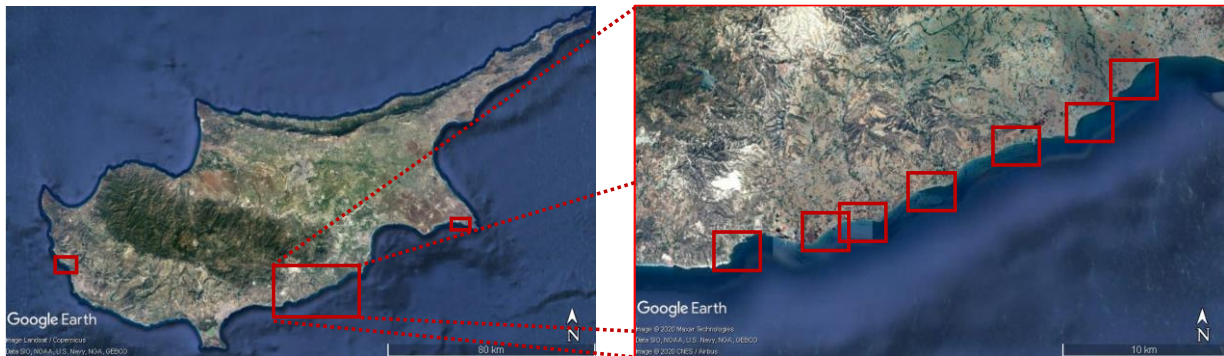 Google Earth
Image Landsat / Copernicus
Data SIO, NOAA, U.S. Navy, NGA, GEBCO
80 km
N
Google Earth
Image © 2020 Maxar Technologies
Data SIO, NOAA, U.S. Navy, NGA, GEBCO
Image © 2020 CNES / Airbus
10 km
N